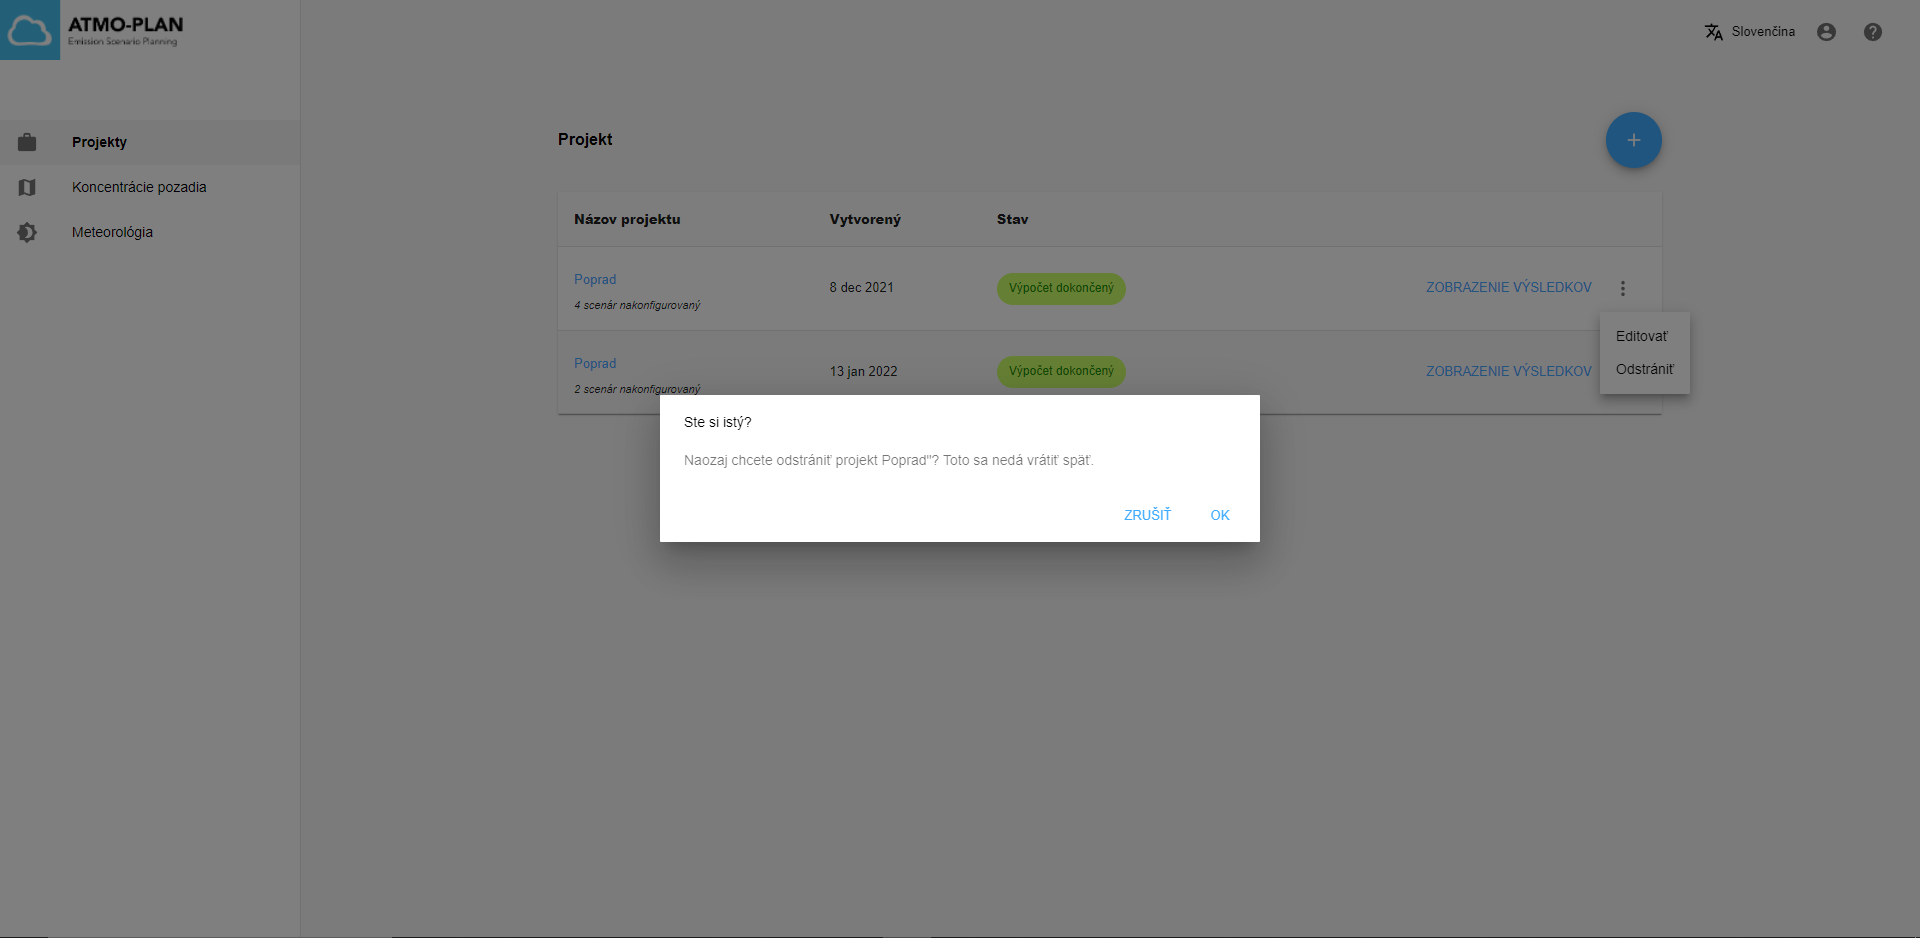 ATMO-PLAN
Emission Scenario Planning
Slovenčina
Projekty
Koncentrácie pozadia
Meteorológia
Projekt
Názov projektu Vytvorený Stav
Poprad
4 scenár nakonfigurovaný
8 dec 2021
Výpočet dokončený
ZOBRAZENIE VÝSLEDKOV
Editovať
Odstrániť
Poprad
2 scenár nakonfigurovaný
13 jan 2022
Výpočet dokončený
ZOBRAZENIE VÝSLEDKOV
Ste si istý?
Naozaj chcete odstrániť projekt Poprad"? Toto sa nedá vrátiť späť.
ZRUŠIŤ OK